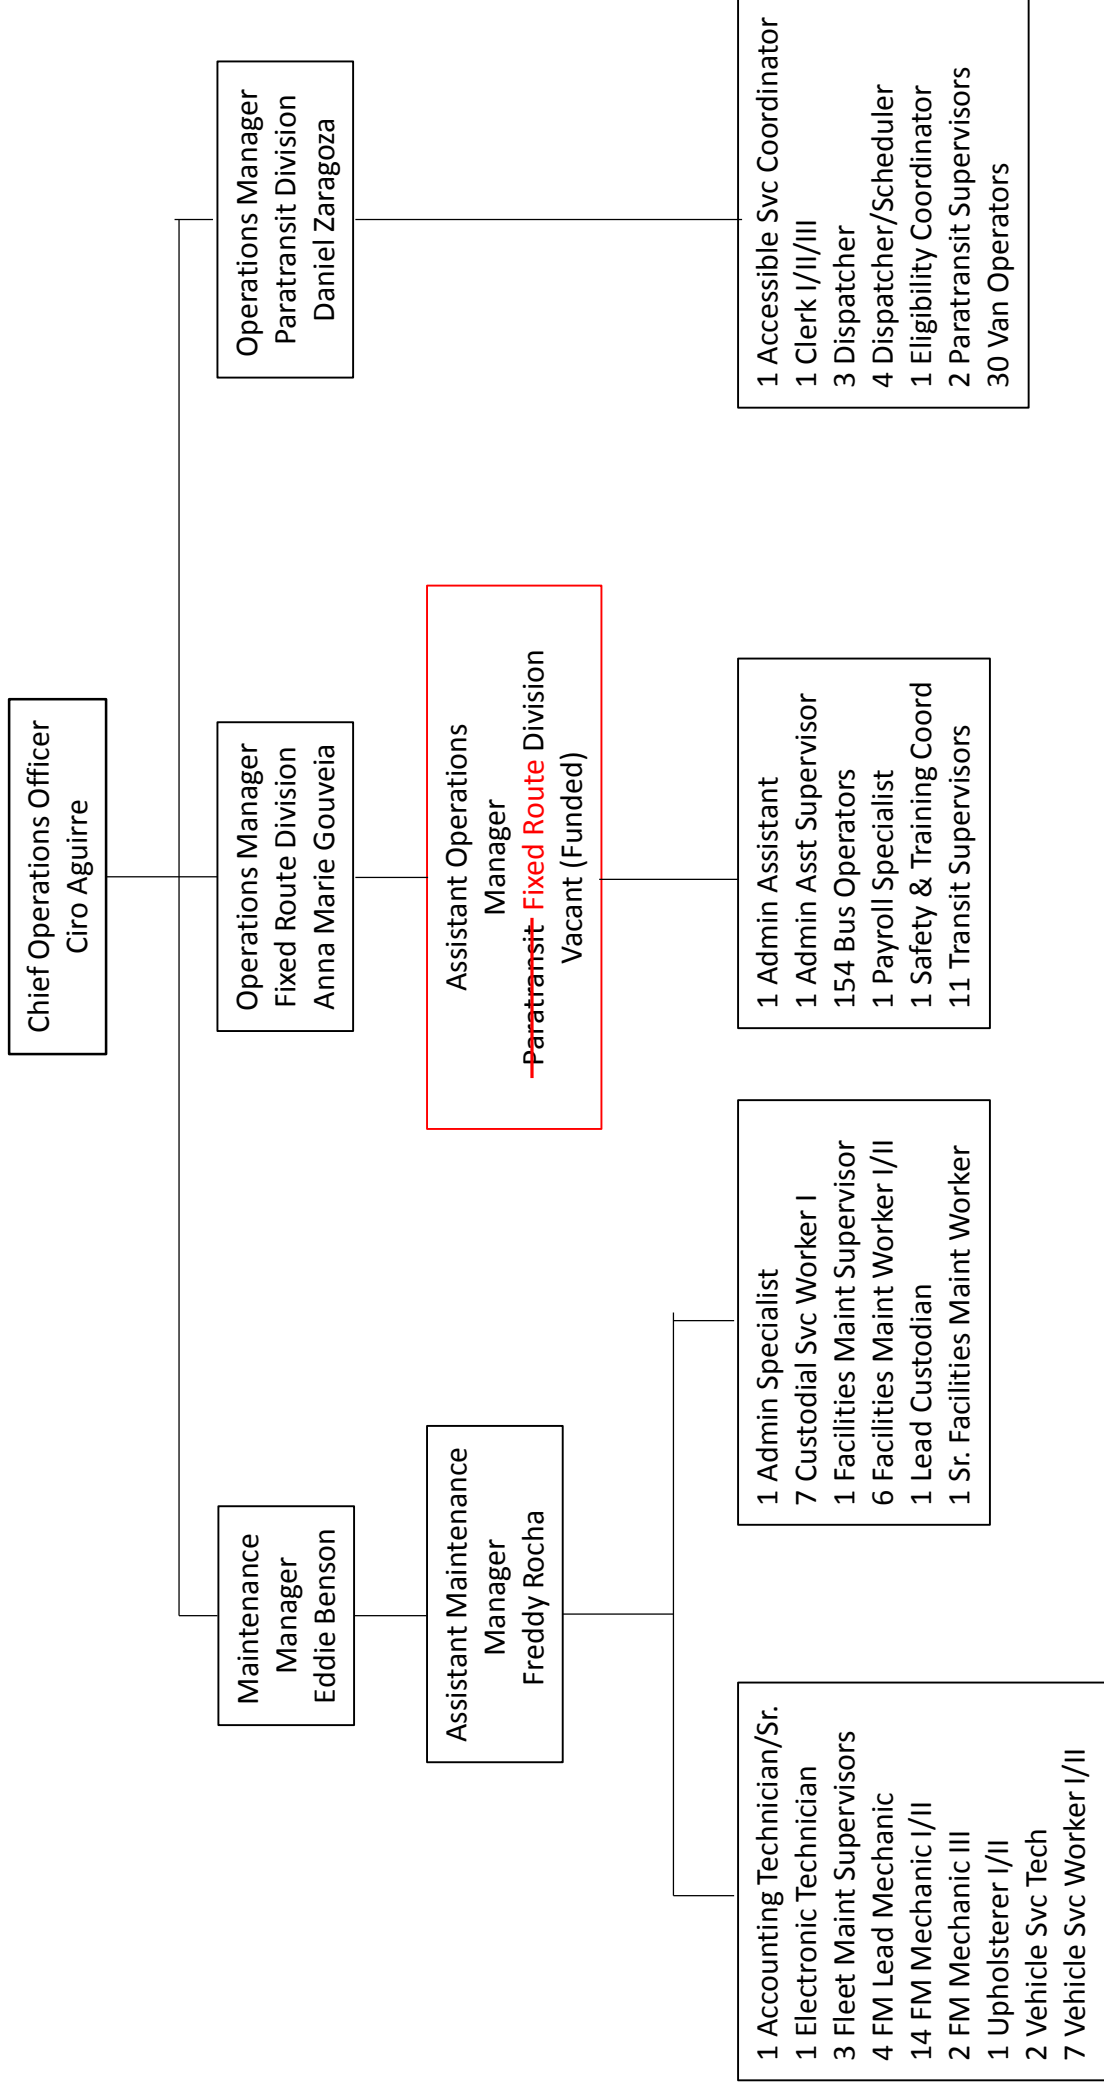 Chief Operations Officer
Ciro Aguirre
Maintenance
Manager
Eddie Benson
Operations Manager
Fixed Route Division
Anna Marie Gouveia
Operations Manager
Paratransit Division
Daniel Zaragoza
Assistant Maintenance
Manager
Freddy Rocha
Assistant Operations
Manager
Paratransit Fixed Route Division
Vacant (Funded)
1 Accounting Technician/Sr.
1 Electronic Technician
3 Fleet Maint Supervisors
4 FM Lead Mechanic
14 FM Mechanic I/II
2 FM Mechanic III
1 Upholsterer I/II
2 Vehicle Svc Tech
7 Vehicle Svc Worker I/II
1 Admin Specialist
7 Custodial Svc Worker I
1 Facilities Maint Supervisor
6 Facilities Maint Worker I/II
1 Lead Custodian
1 Sr. Facilities Maint Worker
1 Admin Assistant
1 Admin Asst Supervisor
154 Bus Operators
1 Payroll Specialist
1 Safety & Training Coord
11 Transit Supervisors
1 Accessible Svc Coordinator
1 Clerk I/II/III
3 Dispatcher
4 Dispatcher/Scheduler
1 Eligibility Coordinator
2 Paratransit Supervisors
30 Van Operators